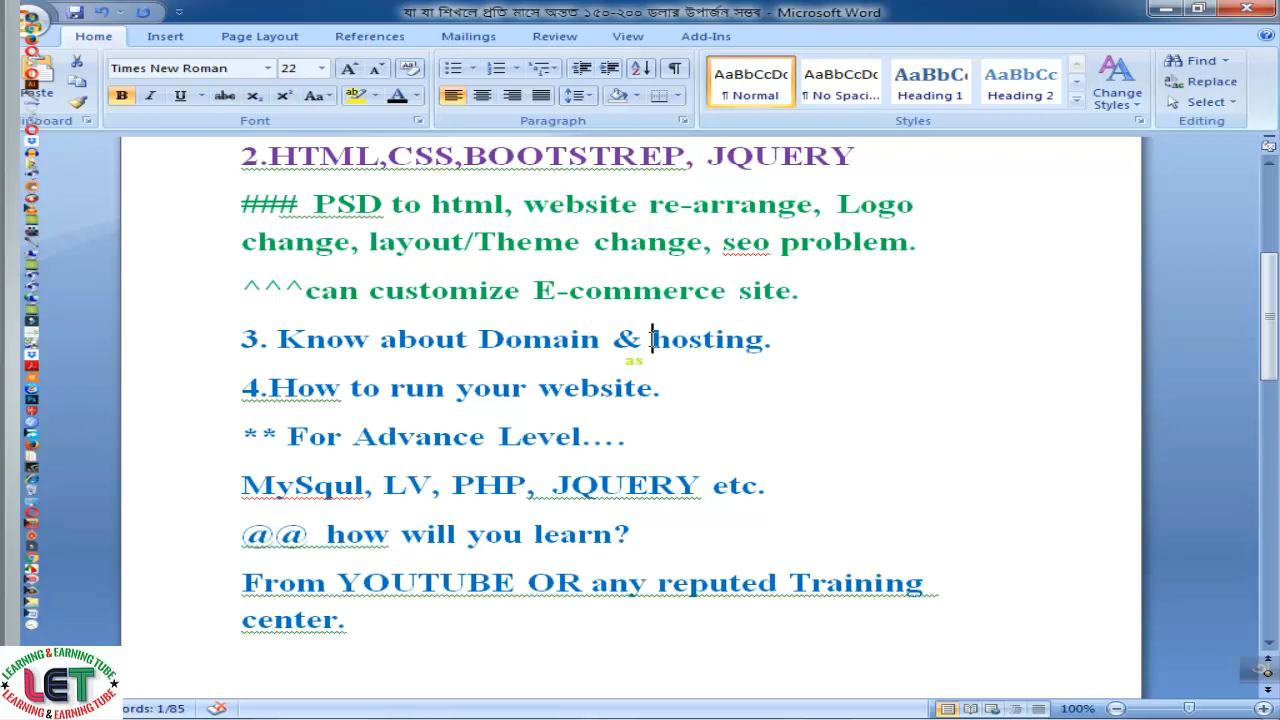 যা যা শিখলে প্রতি মাসে অন্তত ১৫০-২০০ ডলার উপার্জন সম্ভব - Microsoft Word
Home Insert Page Layout References Mailings Review View Add-Ins
Times New Roman 22
Find
Replace
Select
AaBbCcDc AaBbCcDc AaBbC AaBbCc
¶ Normal ¶ No Spaci... Heading 1 Heading 2
Change Styles
Paste
Font Paragraph Styles Editing
2.HTML,CSS,BOOTSTREP, JQUERY
### PSD to html, website re-arrange, Logo
change, layout/Theme change, seo problem.
^^^can customize E-commerce site.
3. Know about Domain & hosting.
as
4.How to run your website.
** For Advance Level....
MySqul, LV, PHP, JQUERY etc.
@@ how will you learn?
From YOUTUBE OR any reputed Training
center.
LEARNING & EARNING TUBE
LET
LEARNING & EARNING TUBE
ords: 1/85
100%